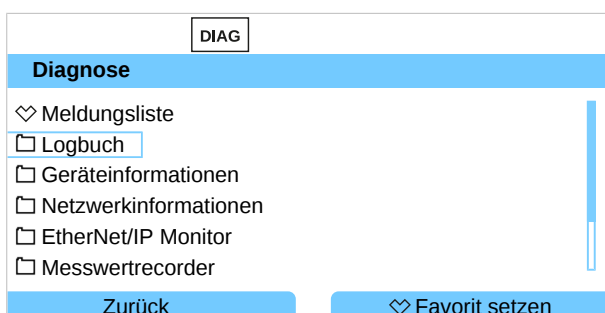 DIAG
Diagnose
Meldungsliste
Logbuch
Geräteinformationen
Netzwerkinformationen
EtherNet/IP Monitor
Messwertrecorder
Zurück Favorit setzen